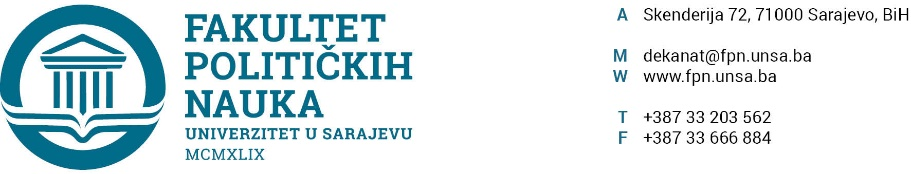 FAKULTET
POLITIČKIH
NAUKA
UNIVERZITET U SARAJEVU
MCMXLIX
A Skenderija 72, 71000 Sarajevo, BiH
M dekanat@fpn.unsa.ba
W www.fpn.unsa.ba
T +387 33 203 562
F +387 33 666 884